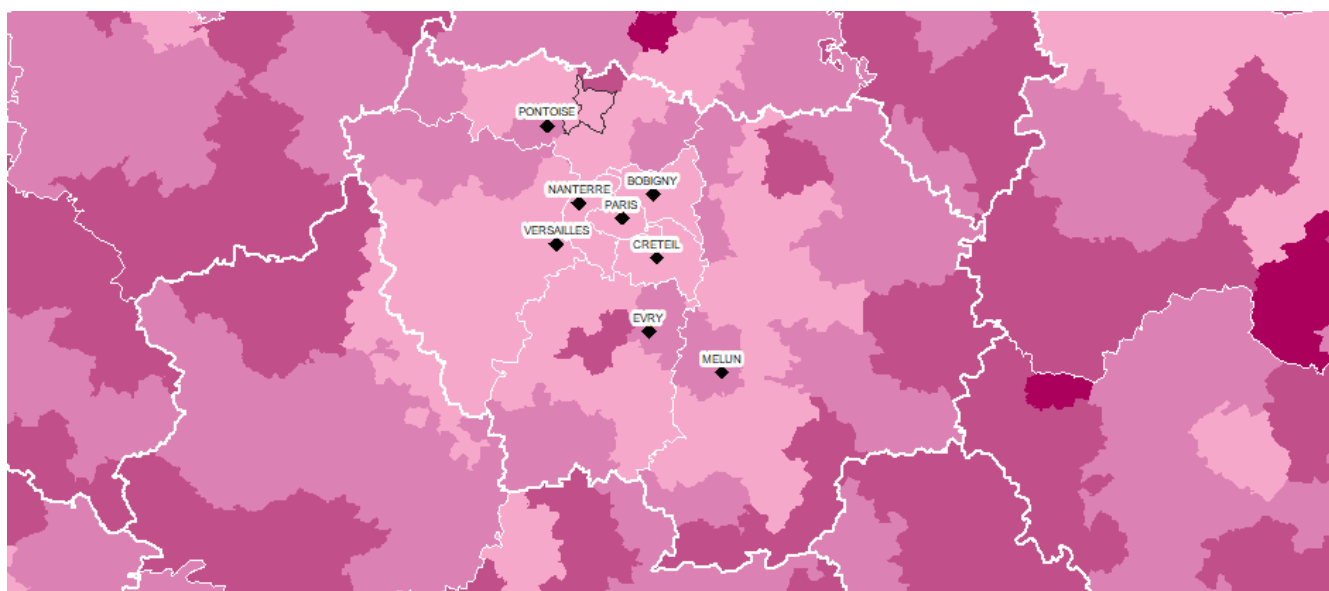 PONTOISE
BOBIGNY
NANTERRE
PARIS
VERSAILLES
CRETEIL
EVRY
MELUN